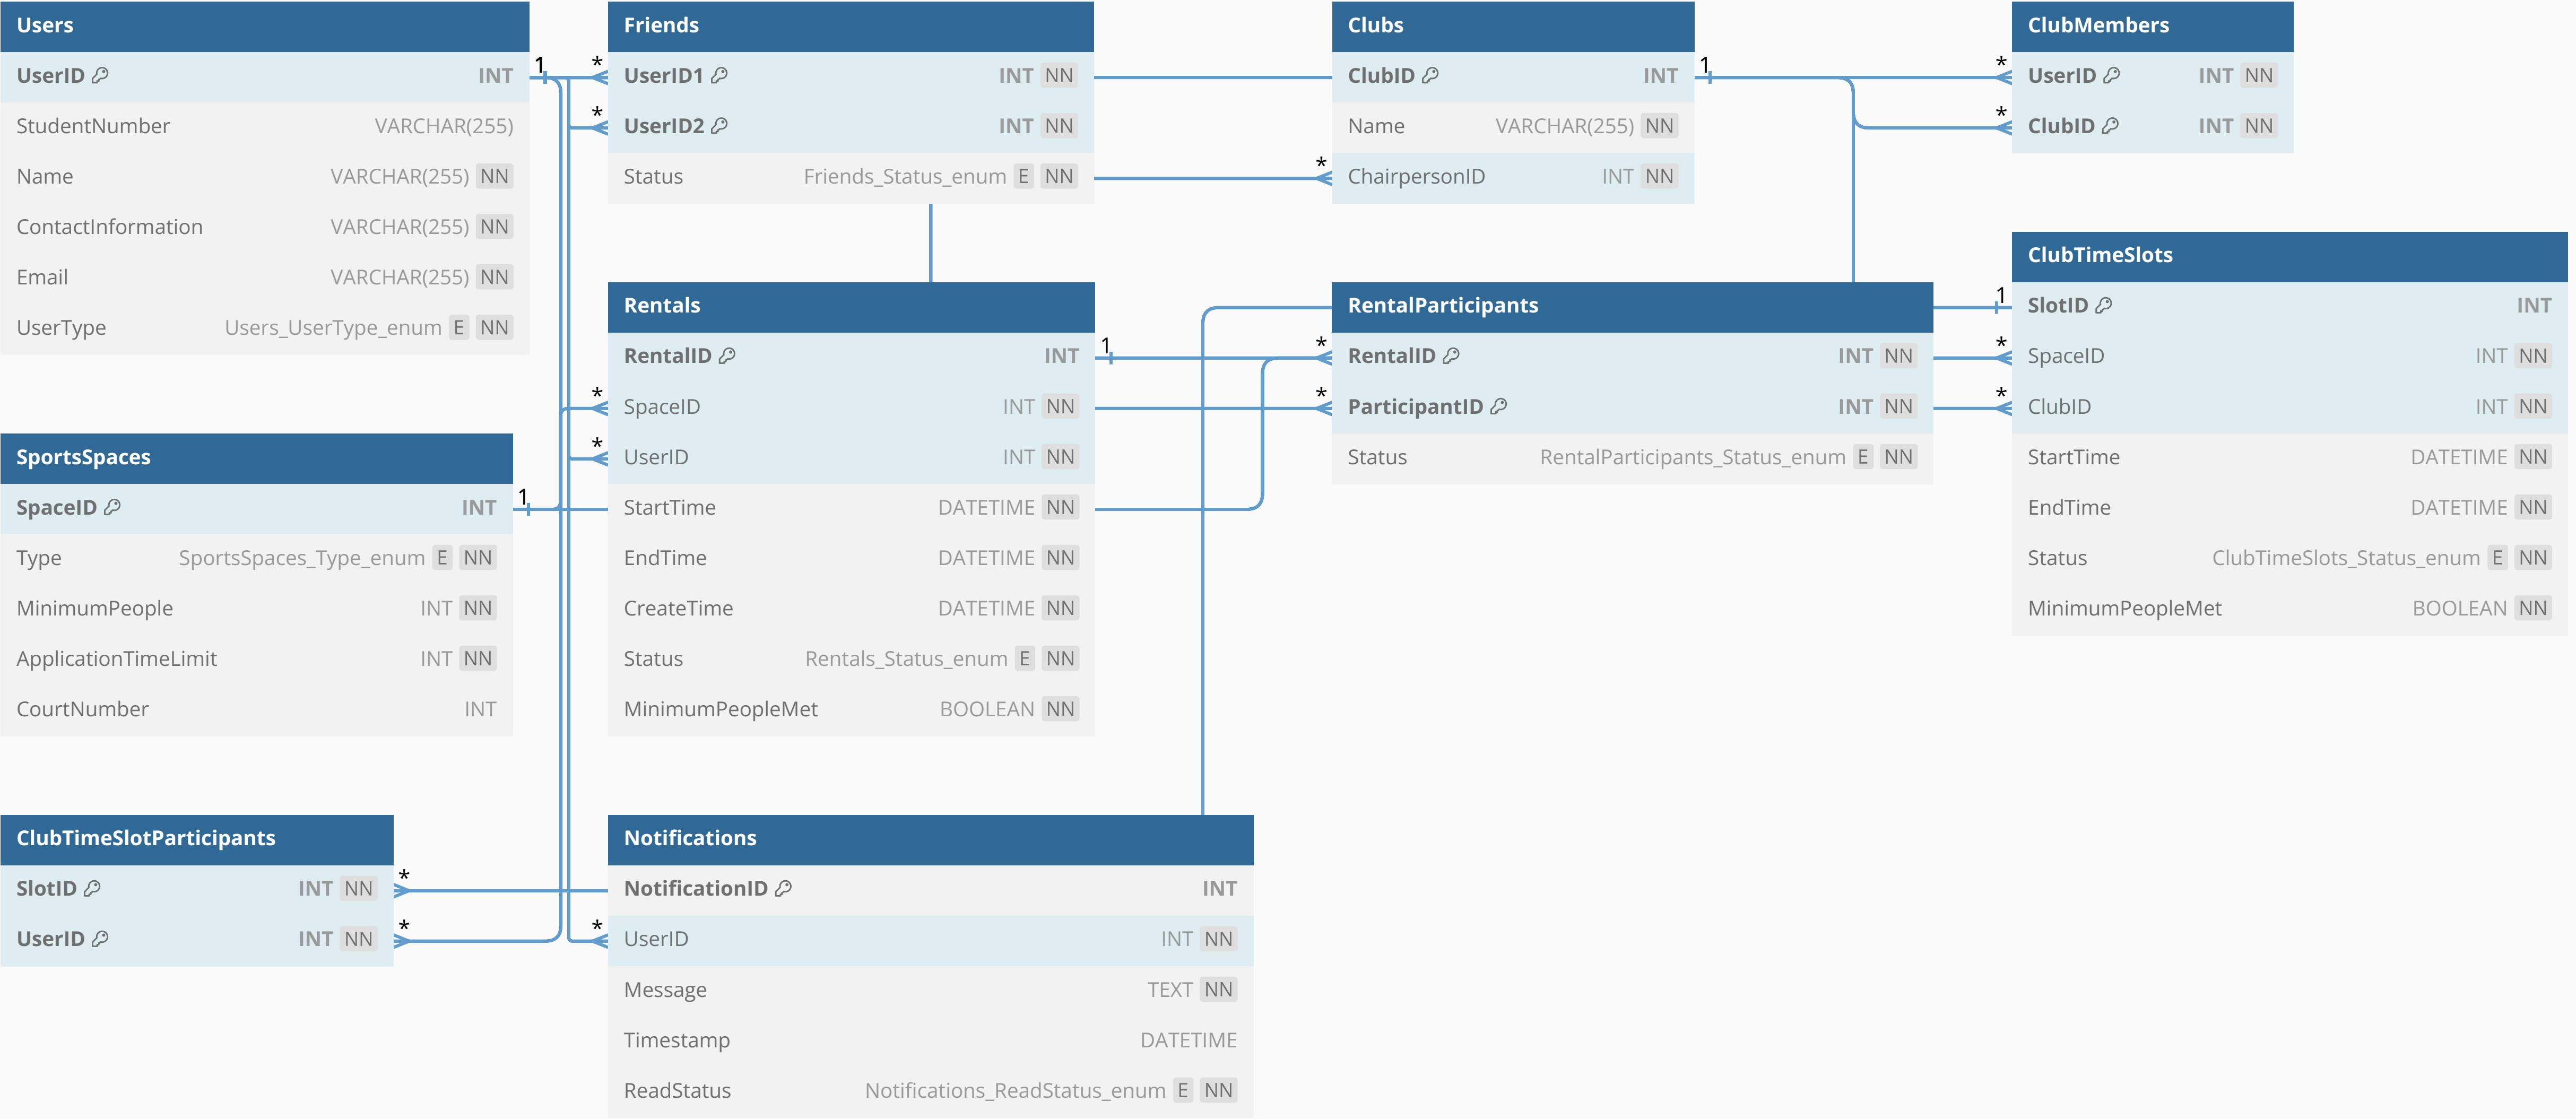 Users
UserID INT
StudentNumber VARCHAR(255)
Name VARCHAR(255) NN
ContactInformation VARCHAR(255) NN
Email VARCHAR(255) NN
UserType Users_UserType_enum E NN
1
Friends
* UserID1 INT NN
* UserID2 INT NN
Status Friends_Status_enum E NN
Clubs
ClubID INT
Name VARCHAR(255) NN
* ChairpersonID INT NN
1
ClubMembers
* UserID INT NN
* ClubID INT NN
SportsSpaces
SpaceID INT
Type SportsSpaces_Type_enum E NN
MinimumPeople INT NN
ApplicationTimeLimit INT NN
CourtNumber INT
1
Rentals
RentalID INT
* SpaceID INT NN
* UserID INT NN
StartTime DATETIME NN
EndTime DATETIME NN
CreateTime DATETIME NN
Status Rentals_Status_enum E NN
MinimumPeopleMet BOOLEAN NN
1
RentalParticipants
* RentalID INT NN
* ParticipantID INT NN
Status RentalParticipants_Status_enum E NN
ClubTimeSlots
1 SlotID INT
* SpaceID INT NN
* ClubID INT NN
StartTime DATETIME NN
EndTime DATETIME NN
Status ClubTimeSlots_Status_enum E NN
MinimumPeopleMet BOOLEAN NN
ClubTimeSlotParticipants
SlotID INT NN *
UserID INT NN *
Notifications
NotificationID INT
* UserID INT NN
Message TEXT NN
Timestamp DATETIME
ReadStatus Notifications_ReadStatus_enum E NN